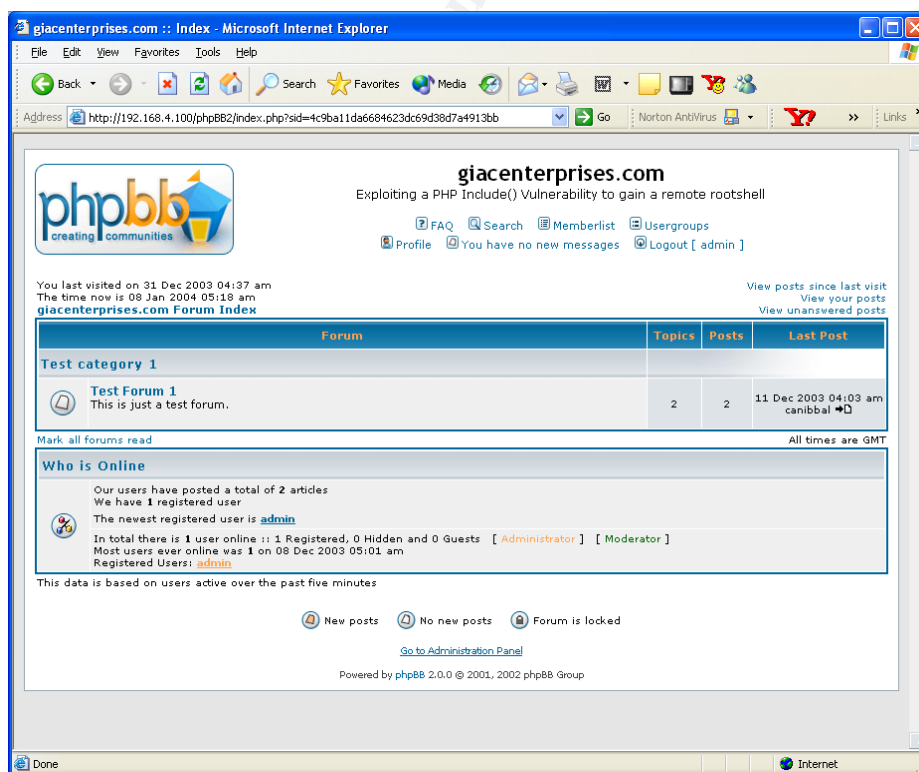 giacenterprises.com :: Index - Microsoft Internet Explorer
File Edit View Favorites Tools Help
Back Search Favorites Media
Address http://192.168.4.100/phpBB2/index.php?sid=4c9ba11da6684623dc69d38d7a4913bb Go Norton AntiVirus Y! >> Links
phpbb
creating communities
giacenterprises.com
Exploiting a PHP Include() Vulnerability to gain a remote rootshell
FAQ Search Memberlist Usergroups
Profile You have no new messages Logout [ admin ]
You last visited on 31 Dec 2003 04:37 am
The time now is 08 Jan 2004 05:18 am
giacenterprises.com Forum Index
View posts since last visit
View your posts
View unanswered posts
Forum Topics Posts Last Post
Test category 1
Test Forum 1
This is just a test forum.
2 2
11 Dec 2003 04:03 am
canibbal
Mark all forums read All times are GMT
Who is Online
Our users have posted a total of 2 articles
We have 1 registered user
The newest registered user is admin
In total there is 1 user online :: 1 Registered, 0 Hidden and 0 Guests [ Administrator ] [ Moderator ]
Most users ever online was 1 on 08 Dec 2003 05:01 am
Registered Users: admin
This data is based on users active over the past five minutes
New posts No new posts Forum is locked
Go to Administration Panel
Powered by phpBB 2.0.0 © 2001, 2002 phpBB Group
Done Internet